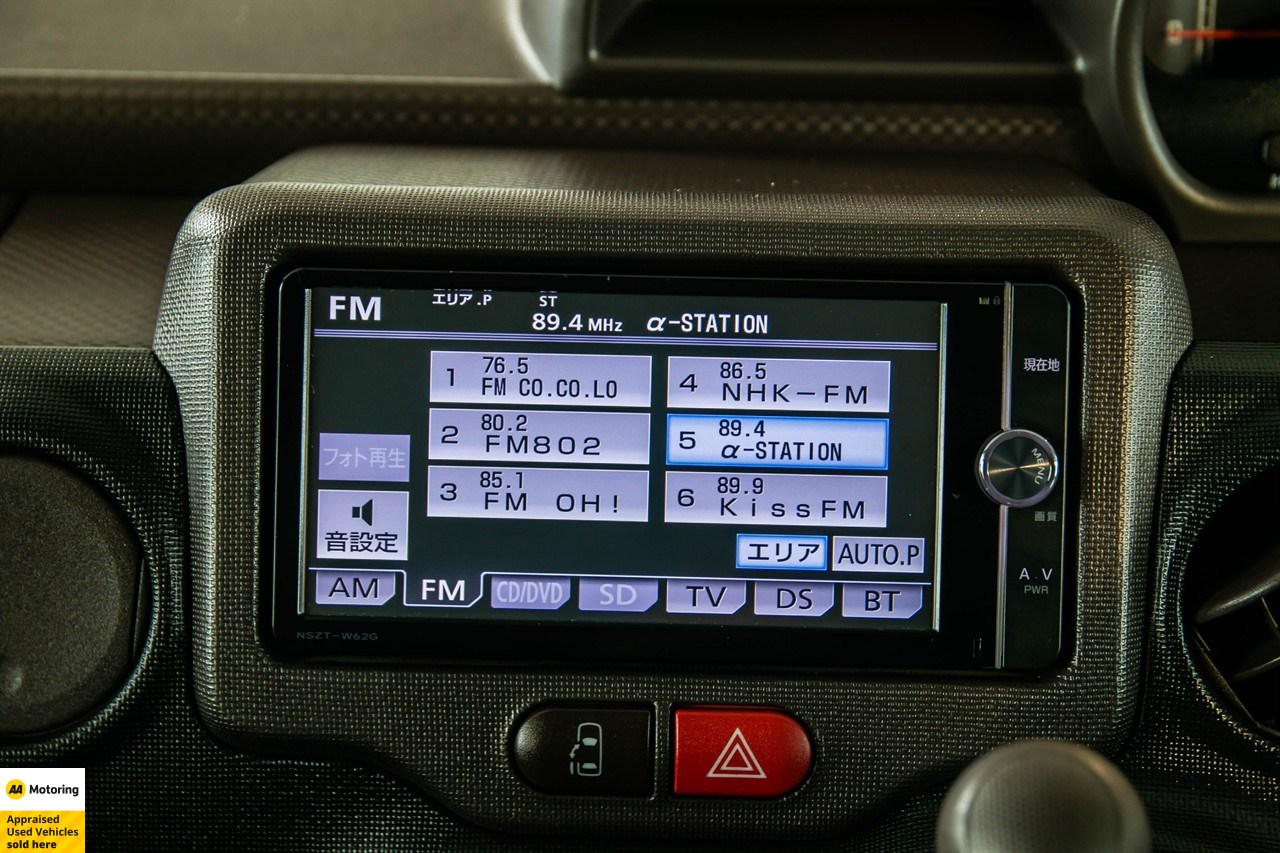 FM
エリア.P
ST
89.4 MHz α-STATION
現在地
1 76.5 FM CO.CO.LO
4 86.5 NHK-FM
2 80.2 FM802
5 89.4 α-STATION
3 85.1 FM OH!
6 89.9 KissFM
フォト再生
音設定
エリア
AUTO.P
MENU
画質
AM FM CD/DVD SD TV DS BT
A V
PWR
NSZT-W62G
AA Motoring
Appraised
Used Vehicles
sold here